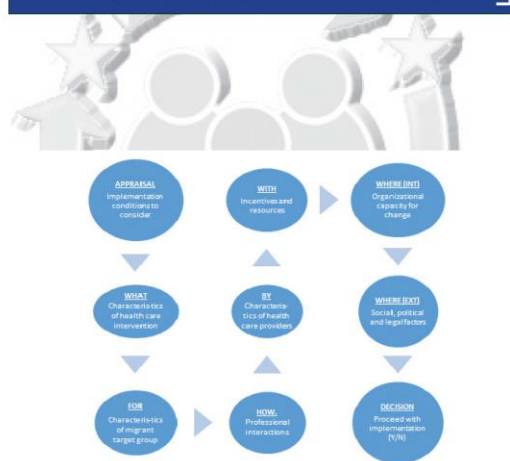 APPRAISAL
Implementation
conditions to
consider
WHAT
Characteris-tics
of health care
intervention
FOR
Characteris-tics
of migrant
target group
HOW.
Professional
interactions
BY
Characteris-
tics of health
care providers
WITH
Incentives and
resources
WHERE (INT)
Organizational
capacity for
change
WHERE (EXT)
Social, political
and legal factors
DECISION
Proceed with
implementation
(Y/N)